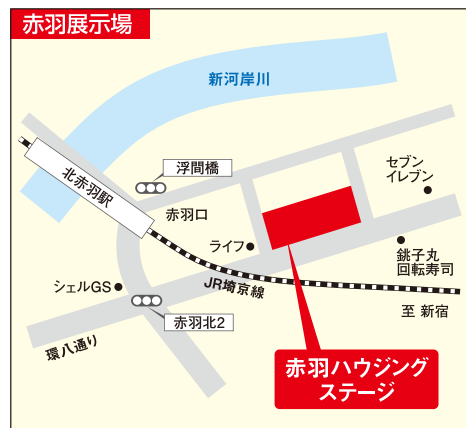 赤羽展示場
新河岸川
北赤羽駅
浮間橋
赤羽口
セブン
イレブン
ライフ
銚子丸
回転寿司
シェルGS
JR埼京線
赤羽北2
至 新宿
環八通り
赤羽ハウジング
ステージ